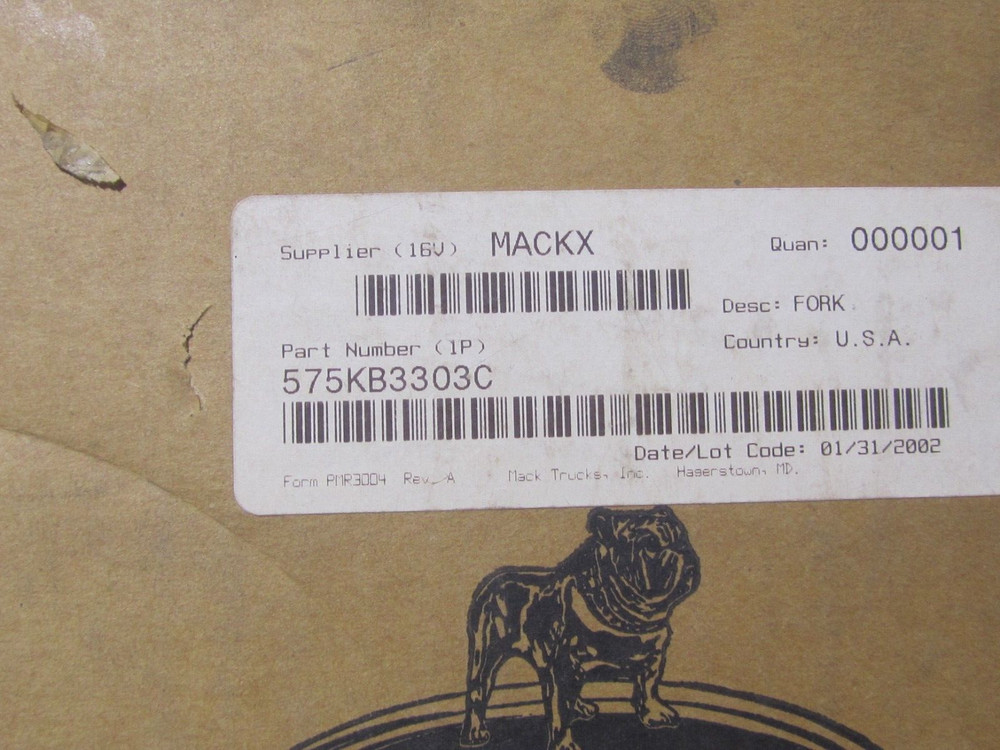 Supplier (16V) MACKX Quan: 000001
Desc: FORK
Country: U.S.A.
Part Number (1P)
575KB3303C
Date/Lot Code: 01/31/2002
Form PMR3004 Rev. A Mack Trucks, Inc. Hagerstown, MD.